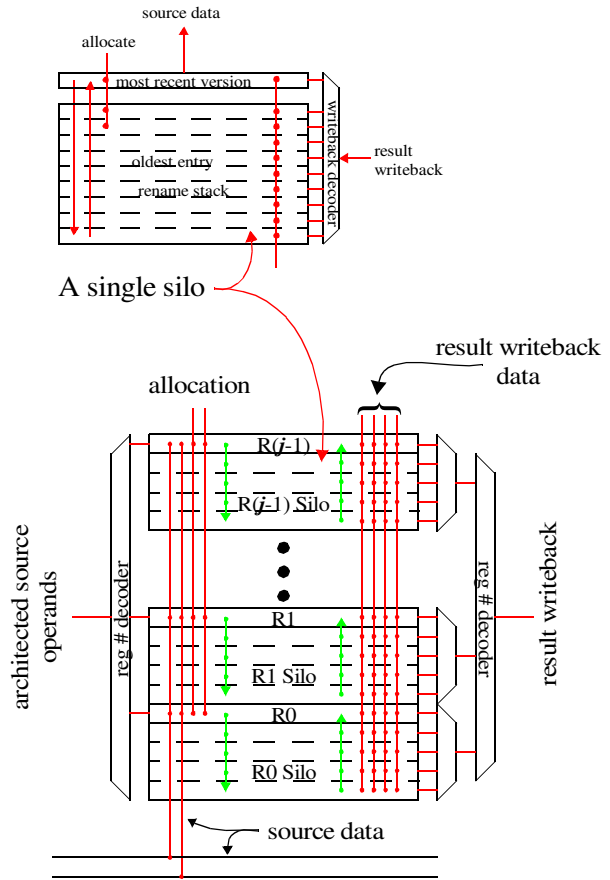 source data
allocate
most recent version
oldest entry
rename stack
writeback decoder
result
writeback
A single silo
result writeback
data
allocation
R(j-1)
R(j-1) Silo
architected source
operands
reg # decoder
R1
R1 Silo
R0
R0 Silo
reg # decoder
result writeback
source data